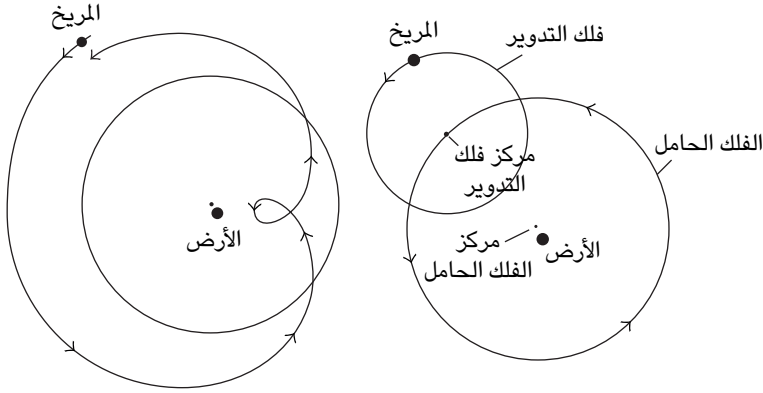 المريخ
فلك التدوير
المريخ
الفلك الحامل
مركز فلك
التدوير
مركز
الفلك الحامل
الأرض
الأرض